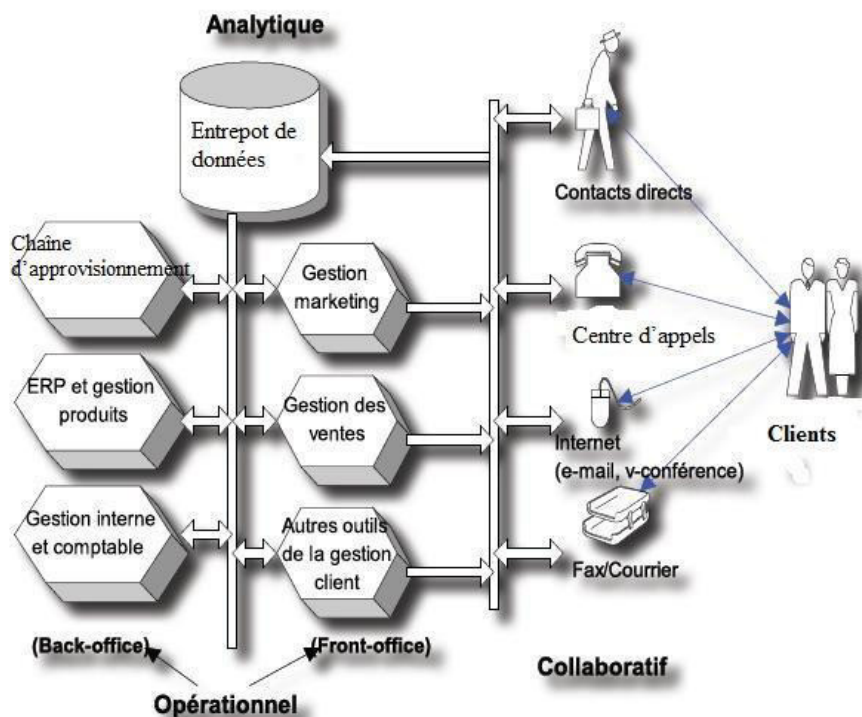 Analytique
Entrepot de
données
Contacts directs
Chaîne
d'approvisionnement
Gestion
marketing
Centre d'appels
ERP et gestion
produits
Gestion des
ventes
Internet
(e-mail, v-conférence)
Clients
Gestion interne
et comptable
Autres outils
de la gestion
client
Fax/Courrier
(Back-office)
(Front-office)
Collaboratif
Opérationnel